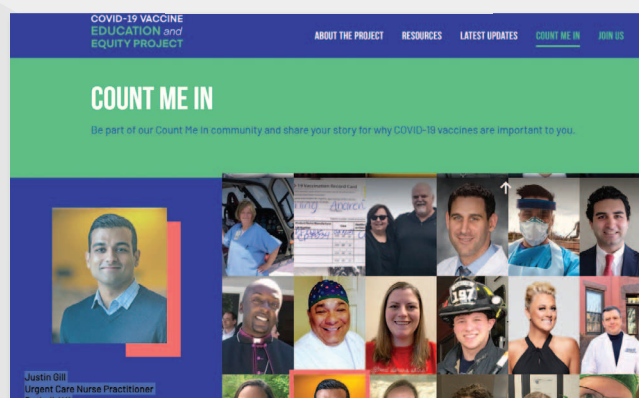 COVID-19 VACCINE
EDUCATION and
EQUITY PROJECT
ABOUT THE PROJECT RESOURCES LATEST UPDATES COUNT ME IN JOIN US
COUNT ME IN
Be part of our Count Me In community and share your story for why COVID-19 vaccines are important to you.
197
Justin Gill
Urgent Care Nurse Practitioner